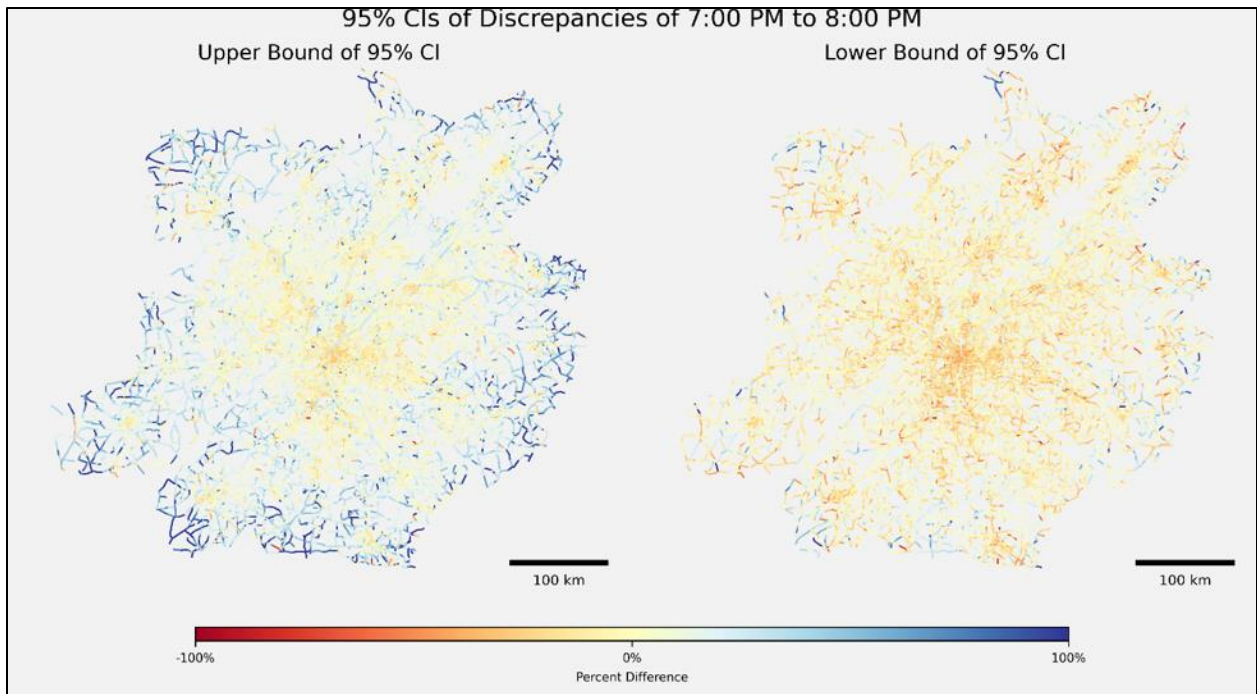 95% CIs of Discrepancies of 7:00 PM to 8:00 PM
Upper Bound of 95% CI
Lower Bound of 95% CI
100 km
100 km
-100%
0%
100%
Percent Difference